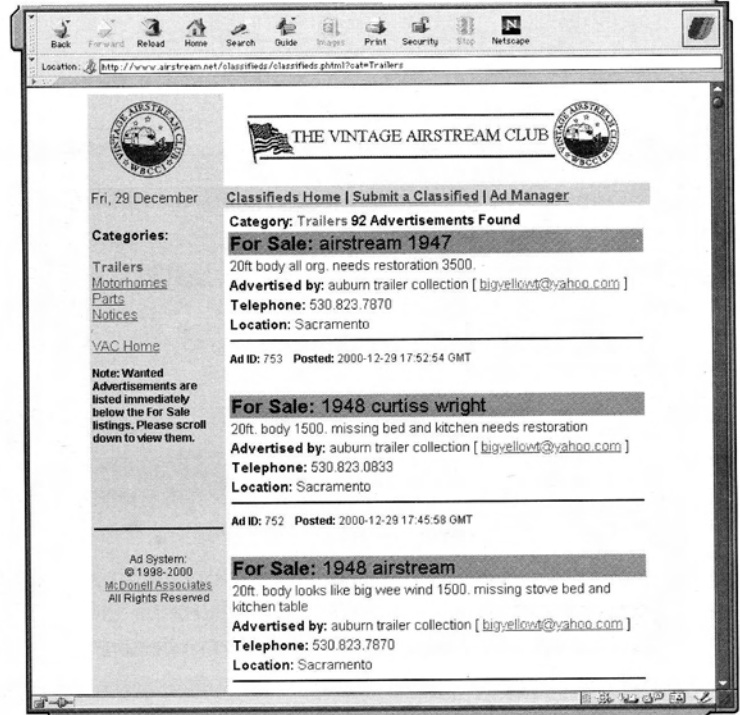 Back Forward Reload Home Search Guide Images Print Security Stop Netscape
Location: http://www.airstream.net/classifieds/classifieds.phtml?cat=Trailers
VINTAGE AIRSTREAM CLUB
WBCCI
THE VINTAGE AIRSTREAM CLUB
VINTAGE AIRSTREAM CLUB
WBCCI
Fri, 29 December
Classifieds Home | Submit a Classified | Ad Manager
Categories:
Trailers
Motorhomes
Parts
Notices
VAC Home
Note: Wanted
Advertisements are
listed immediately
below the For Sale
listings. Please scroll
down to view them.
Ad System:
© 1998-2000
McDonell Associates
All Rights Reserved
Category: Trailers 92 Advertisements Found
For Sale: airstream 1947
20ft body all org. needs restoration 3500.
Advertised by: auburn trailer collection [ bigyellowt@yahoo.com ]
Telephone: 530.823.7870
Location: Sacramento
Ad ID: 753 Posted: 2000-12-29 17:52:54 GMT
For Sale: 1948 curtiss wright
20ft. body 1500. missing bed and kitchen needs restoration
Advertised by: auburn trailer collection [ bigyellowt@yahoo.com ]
Telephone: 530.823.0833
Location: Sacramento
Ad ID: 752 Posted: 2000-12-29 17:45:58 GMT
For Sale: 1948 airstream
20ft. body looks like big wee wind 1500. missing stove bed and
kitchen table
Advertised by: auburn trailer collection [ bigyellowt@yahoo.com ]
Telephone: 530.823.7870
Location: Sacramento